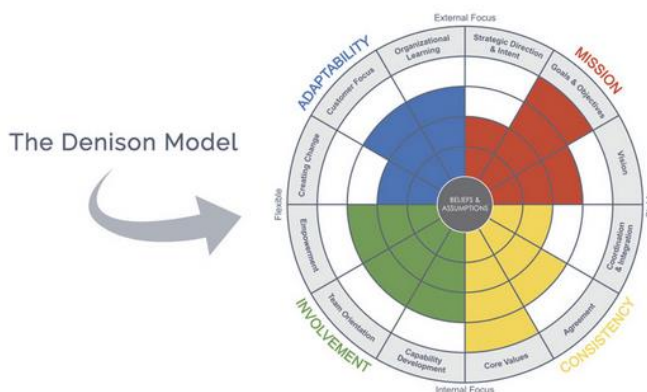 External Focus
ADAPTABILITY
MISSION
Organizational
Learning
Strategic Direction
& Intent
Customer Focus
Goals & Objectives
Creating Change
Vision
The Denison Model
BELIEFS &
ASSUMPTIONS
Flexible
Empowerment
Coordination
& Integration
Team Orientation
Agreement
Capability
Development
Core Values
INVOLVEMENT
CONSISTENCY
Internal Focus